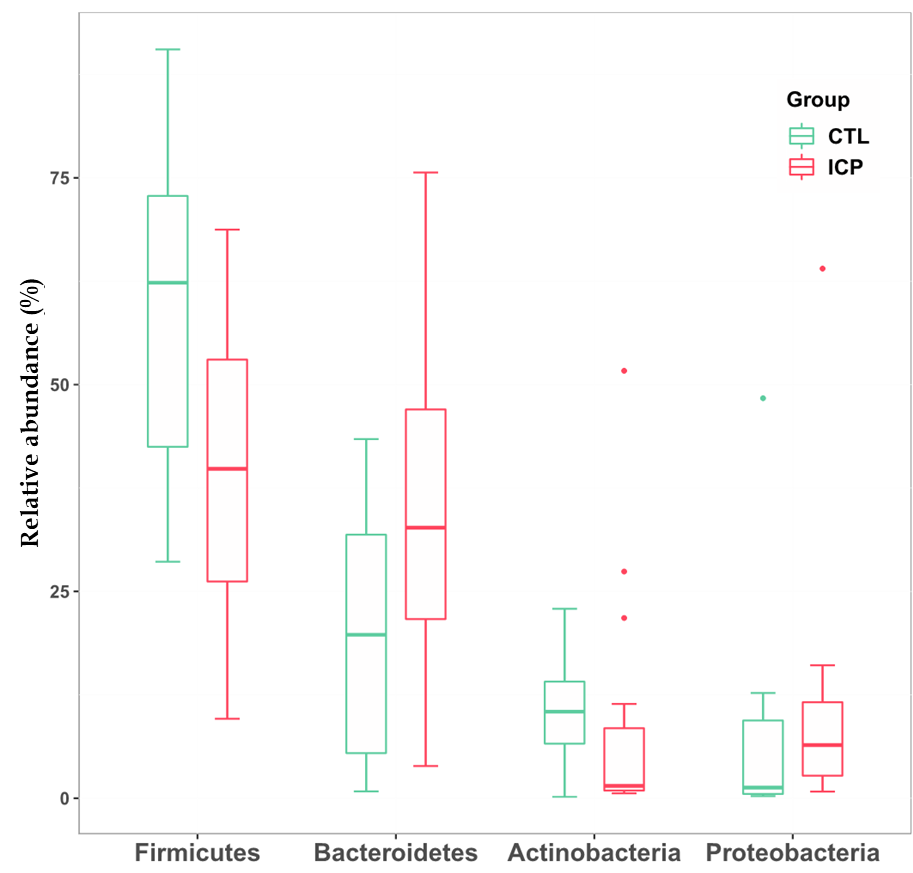 Group
CTL
ICP
Relative abundance (%)
75
50
25
0
Firmicutes Bacteroidetes Actinobacteria Proteobacteria